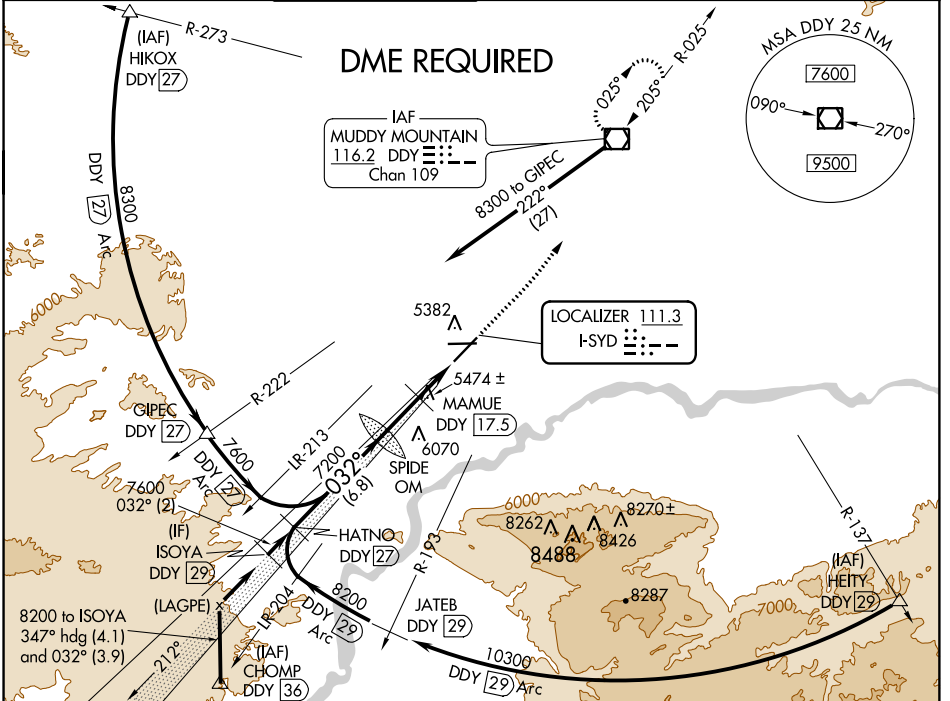 (IAF)
HIKOX
DDY 27
R-273
DME REQUIRED
R-025
025°
205°
MSA DDY 25 NM
7600
090°
270°
9500
IAF
MUDDY MOUNTAIN
116.2 DDY
Chan 109
8300 to GIPEC
222°
(27)
DDY 27 Arc
8300
6000
5382
LOCALIZER 111.3
I-SYD
5474 ±
MAMUE
DDY 17.5
6070
SPIDE
OM
R-222
GIPEC
DDY 27
7600
DDY 27
Arc
LR-213
7200
032°
(6.8)
7600
032° (2)
(IF)
ISOYA
DDY 29
HATNO
DDY 27
R-193
6000
8262
8270±
8426
8488
8287
7000
R-137
(IAF)
HEITY
DDY 29
(LAGPE)
8200 to ISOYA
347° hdg (4.1)
and 032° (3.9)
212°
LR-204
(IAF)
CHOMP
DDY 36
8200
DDY 29
Arc
JATEB
DDY 29
10300
DDY 29 Arc